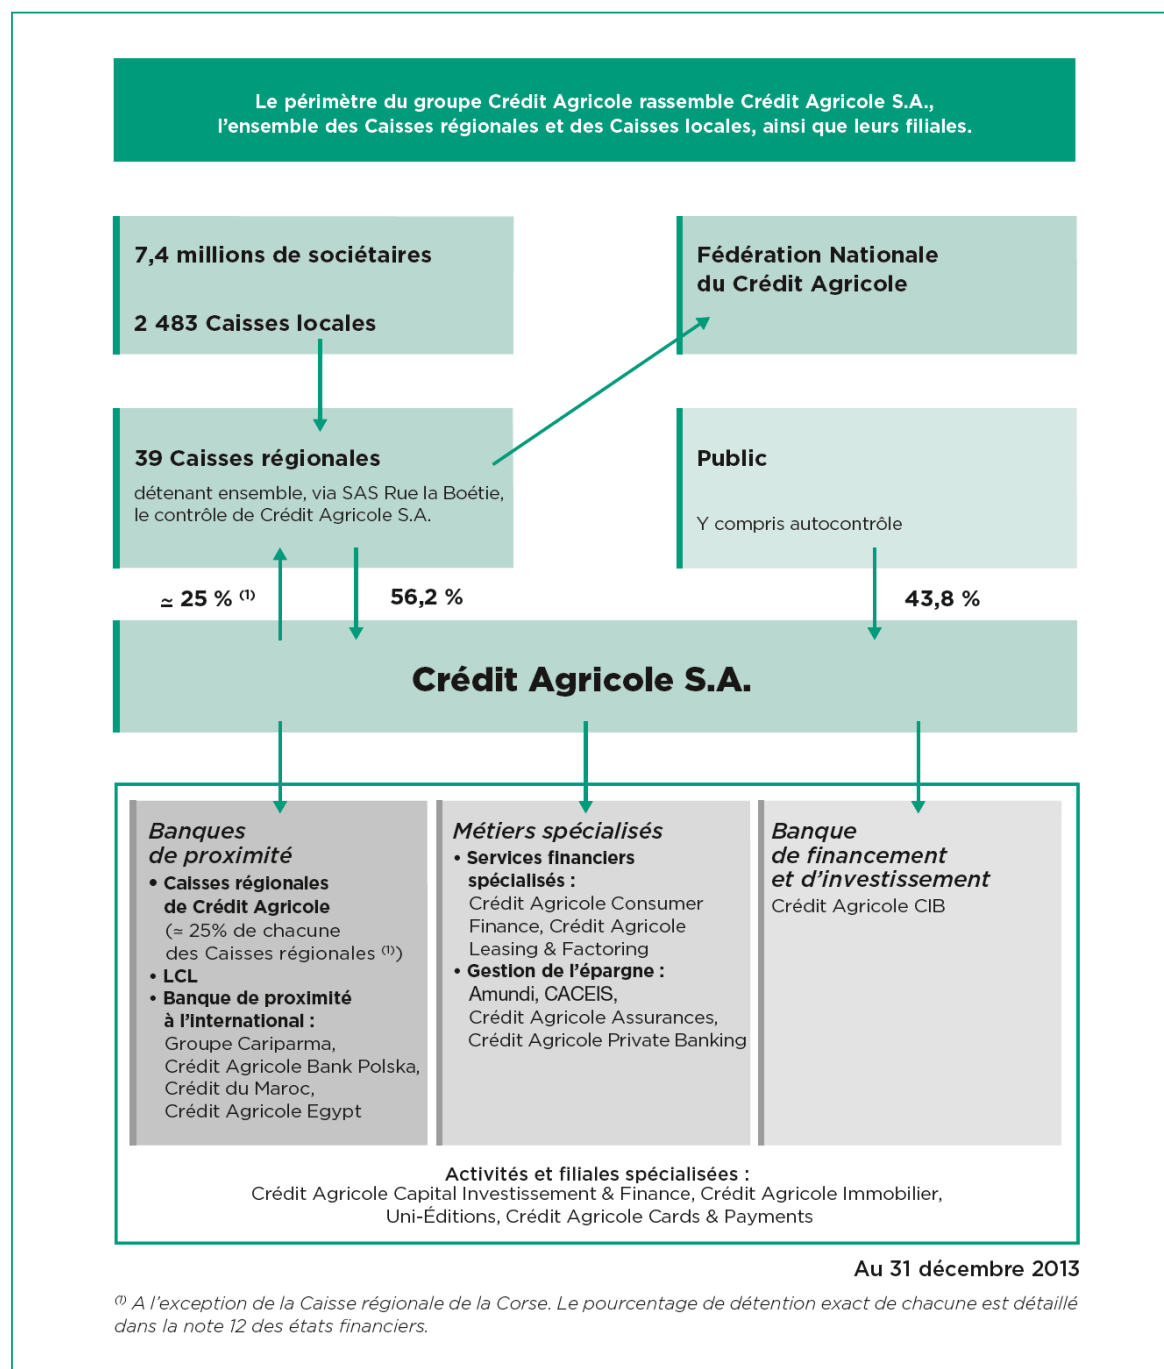 Le périmètre du groupe Crédit Agricole rassemble Crédit Agricole S.A.,
l'ensemble des Caisses régionales et des Caisses locales, ainsi que leurs filiales.
7,4 millions de sociétaires
2 483 Caisses locales
Fédération Nationale
du Crédit Agricole
39 Caisses régionales
détenant ensemble, via SAS Rue la Boétie,
le contrôle de Crédit Agricole S.A.
Public
Y compris autocontrôle
≃ 25 % (1)
56,2 %
43,8 %
Crédit Agricole S.A.
Banques
de proximité
• Caisses régionales
de Crédit Agricole
(≃ 25% de chacune
des Caisses régionales (1))
• LCL
• Banque de proximité
à l'international :
Groupe Cariparma,
Crédit Agricole Bank Polska,
Crédit du Maroc,
Crédit Agricole Egypt
Métiers spécialisés
• Services financiers
spécialisés :
Crédit Agricole Consumer
Finance, Crédit Agricole
Leasing & Factoring
• Gestion de l'épargne :
Amundi, CACEIS,
Crédit Agricole Assurances,
Crédit Agricole Private Banking
Banque
de financement
et d'investissement
Crédit Agricole CIB
Activités et filiales spécialisées :
Crédit Agricole Capital Investissement & Finance, Crédit Agricole Immobilier,
Uni-Éditions, Crédit Agricole Cards & Payments
Au 31 décembre 2013
(1) A l'exception de la Caisse régionale de la Corse. Le pourcentage de détention exact de chacune est détaillé
dans la note 12 des états financiers.